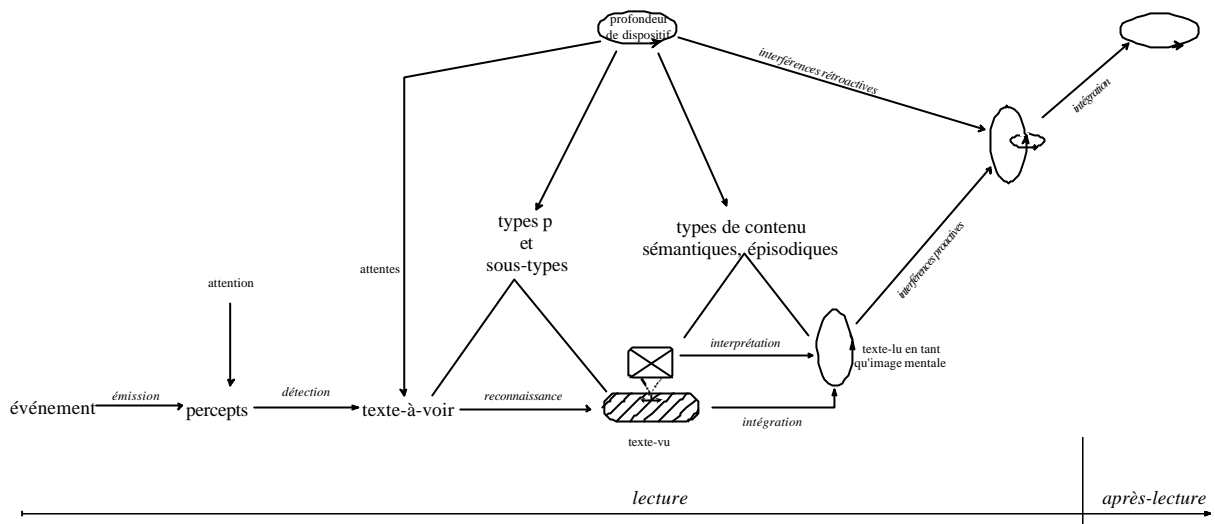 profondeur
de dispositif
interférences rétroactives
intégration
types p
et
sous-types
types de contenu
sémantiques, épisodiques
attentes
attention
interférences proactives
interprétation
texte-lu en tant
qu'image mentale
événement
émission
percepts
détection
texte-à-voir
reconnaissance
intégration
texte-vu
lecture
après-lecture